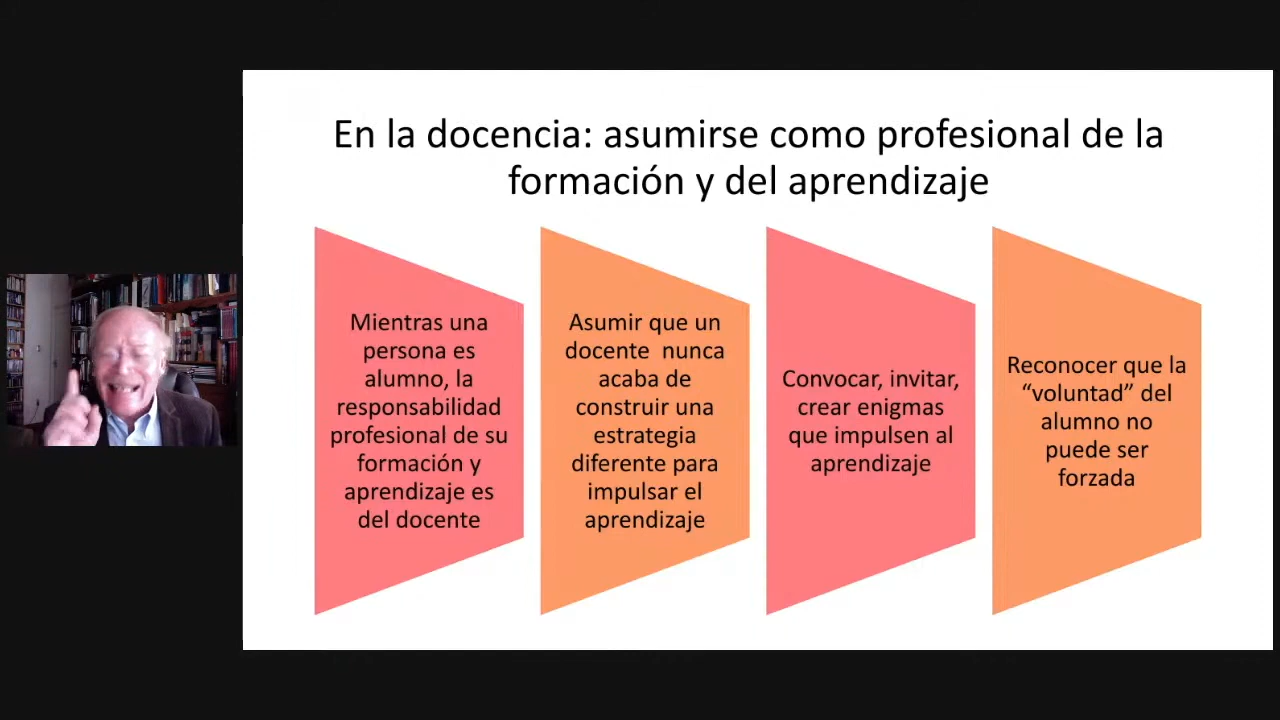 En la docencia: asumirse como profesional de la
formación y del aprendizaje
Mientras una
persona es
alumno, la
responsabilidad
profesional de su
formación y
aprendizaje es
del docente
Asumir que un
docente nunca
acaba de
construir una
estrategia
diferente para
impulsar el
aprendizaje
Convocar, invitar,
crear enigmas
que impulsen al
aprendizaje
Reconocer que la
“voluntad” del
alumno no
puede ser
forzada